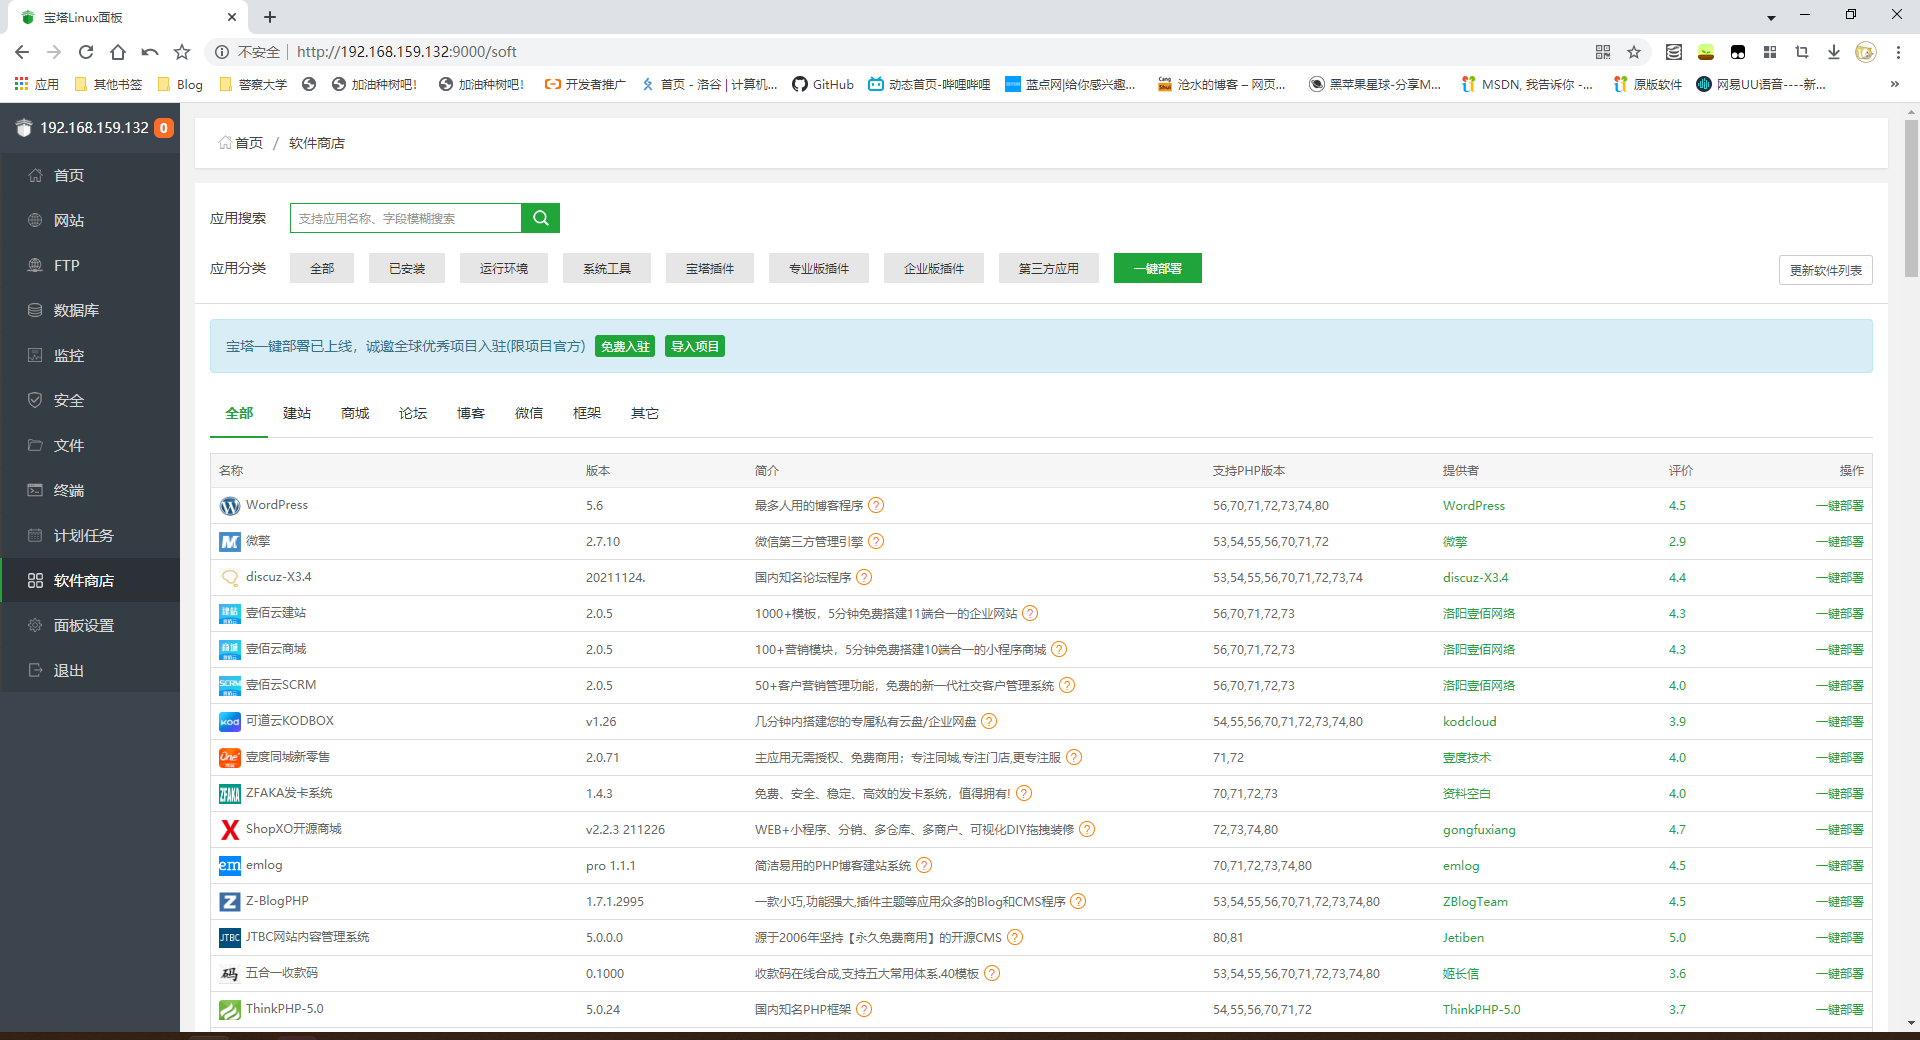 宝塔Linux面板
不安全 | http://192.168.159.132:9000/soft
应用 其他书签 Blog 警察大学 加油种树吧! 加油种树吧! 开发者推广 首页 - 洛谷 | 计算机... GitHub 动态首页-哔哩哔哩 蓝点网|给你感兴趣... 沧水的博客 – 网页... 黑苹果星球-分享M... MSDN, 我告诉你 -... 原版软件 网易UU语音----新... »
192.168.159.132 0
首页
网站
FTP
数据库
监控
安全
文件
终端
计划任务
软件商店
面板设置
退出
首页 / 软件商店
应用搜索 支持应用名称、字段模糊搜索
应用分类 全部 已安装 运行环境 系统工具 宝塔插件 专业版插件 企业版插件 第三方应用 一键部署 更新软件列表
宝塔一键部署已上线，诚邀全球优秀项目入驻(限项目官方) 免费入驻 导入项目
全部 建站 商城 论坛 博客 微信 框架 其它
名称 版本 简介 支持PHP版本 提供者 评价 操作
WordPress 5.6 最多人用的博客程序 ? 56,70,71,72,73,74,80 WordPress 4.5 一键部署
微擎 2.7.10 微信第三方管理引擎 ? 53,54,55,56,70,71,72 微擎 2.9 一键部署
discuz-X3.4 20211124. 国内知名论坛程序 ? 53,54,55,56,70,71,72,73,74 discuz-X3.4 4.4 一键部署
壹佰云建站 2.0.5 1000+模板，5分钟免费搭建11端合一的企业网站 ? 56,70,71,72,73 洛阳壹佰网络 4.3 一键部署
壹佰云商城 2.0.5 100+营销模块，5分钟免费搭建10端合一的小程序商城 ? 56,70,71,72,73 洛阳壹佰网络 4.3 一键部署
壹佰云SCRM 2.0.5 50+客户营销管理功能，免费的新一代社交客户管理系统 ? 56,70,71,72,73 洛阳壹佰网络 4.0 一键部署
可道云KODBOX v1.26 几分钟内搭建您的专属私有云盘/企业网盘 ? 54,55,56,70,71,72,73,74,80 kodcloud 3.9 一键部署
壹度同城新零售 2.0.71 主应用无需授权、免费商用；专注同城,专注门店,更专注服 ? 71,72 壹度技术 4.0 一键部署
ZFAKA发卡系统 1.4.3 免费、安全、稳定、高效的发卡系统，值得拥有! ? 70,71,72,73 资料空白 4.0 一键部署
ShopXO开源商城 v2.2.3 211226 WEB+小程序、分销、多仓库、多商户、可视化DIY拖拽装修 ? 72,73,74,80 gongfuxiang 4.7 一键部署
emlog pro 1.1.1 简洁易用的PHP博客建站系统 ? 70,71,72,73,74,80 emlog 4.5 一键部署
Z-BlogPHP 1.7.1.2995 一款小巧,功能强大,插件主题等应用众多的Blog和CMS程序 ? 53,54,55,56,70,71,72,73,74,80 ZBlogTeam 4.5 一键部署
JTBC网站内容管理系统 5.0.0.0 源于2006年坚持【永久免费商用】的开源CMS ? 80,81 Jetiben 5.0 一键部署
五合一收款码 0.1000 收款码在线合成,支持五大常用体系.40模板 ? 53,54,55,56,70,71,72,73,74,80 姬长信 3.6 一键部署
ThinkPHP-5.0 5.0.24 国内知名PHP框架 ? 54,55,56,70,71,72 ThinkPHP-5.0 3.7 一键部署